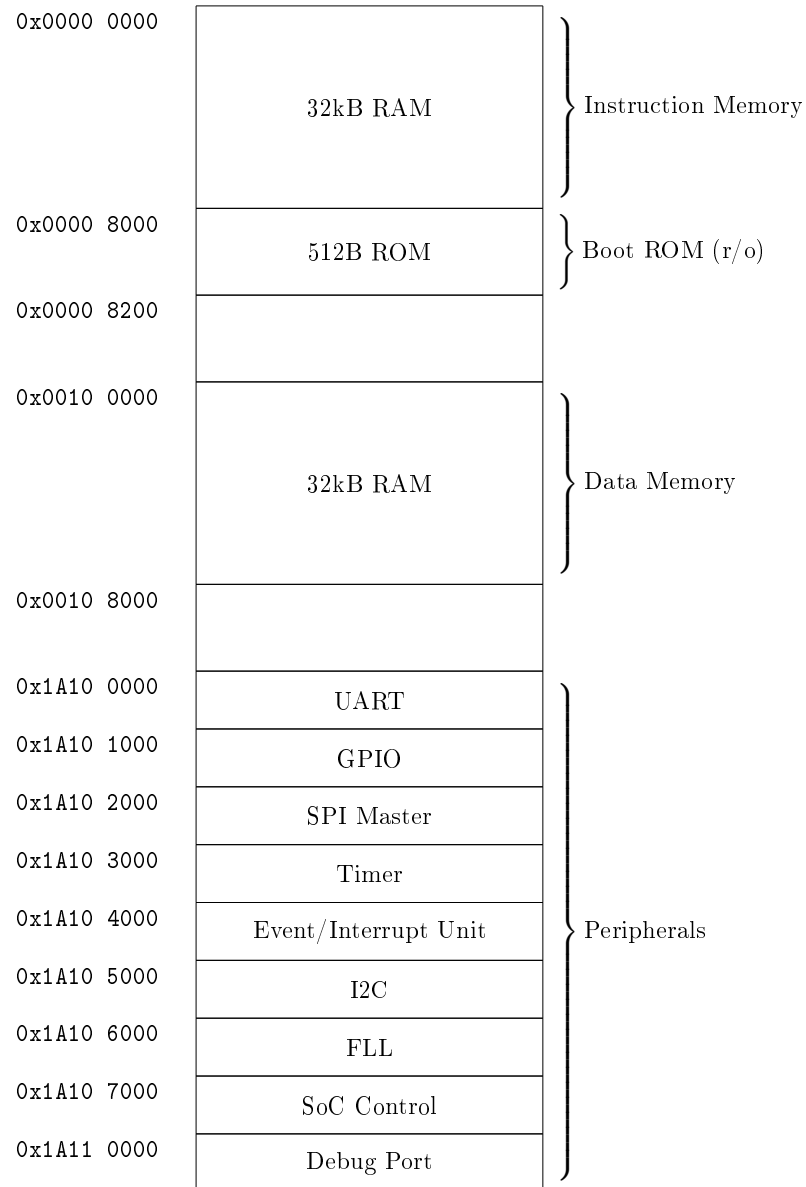 0x0000 0000
32kB RAM
Instruction Memory
0x0000 8000
512B ROM
Boot ROM (r/o)
0x0000 8200
0x0010 0000
32kB RAM
Data Memory
0x0010 8000
0x1A10 0000
UART
0x1A10 1000
GPIO
0x1A10 2000
SPI Master
0x1A10 3000
Timer
0x1A10 4000
Event/Interrupt Unit
Peripherals
0x1A10 5000
I2C
0x1A10 6000
FLL
0x1A10 7000
SoC Control
0x1A11 0000
Debug Port